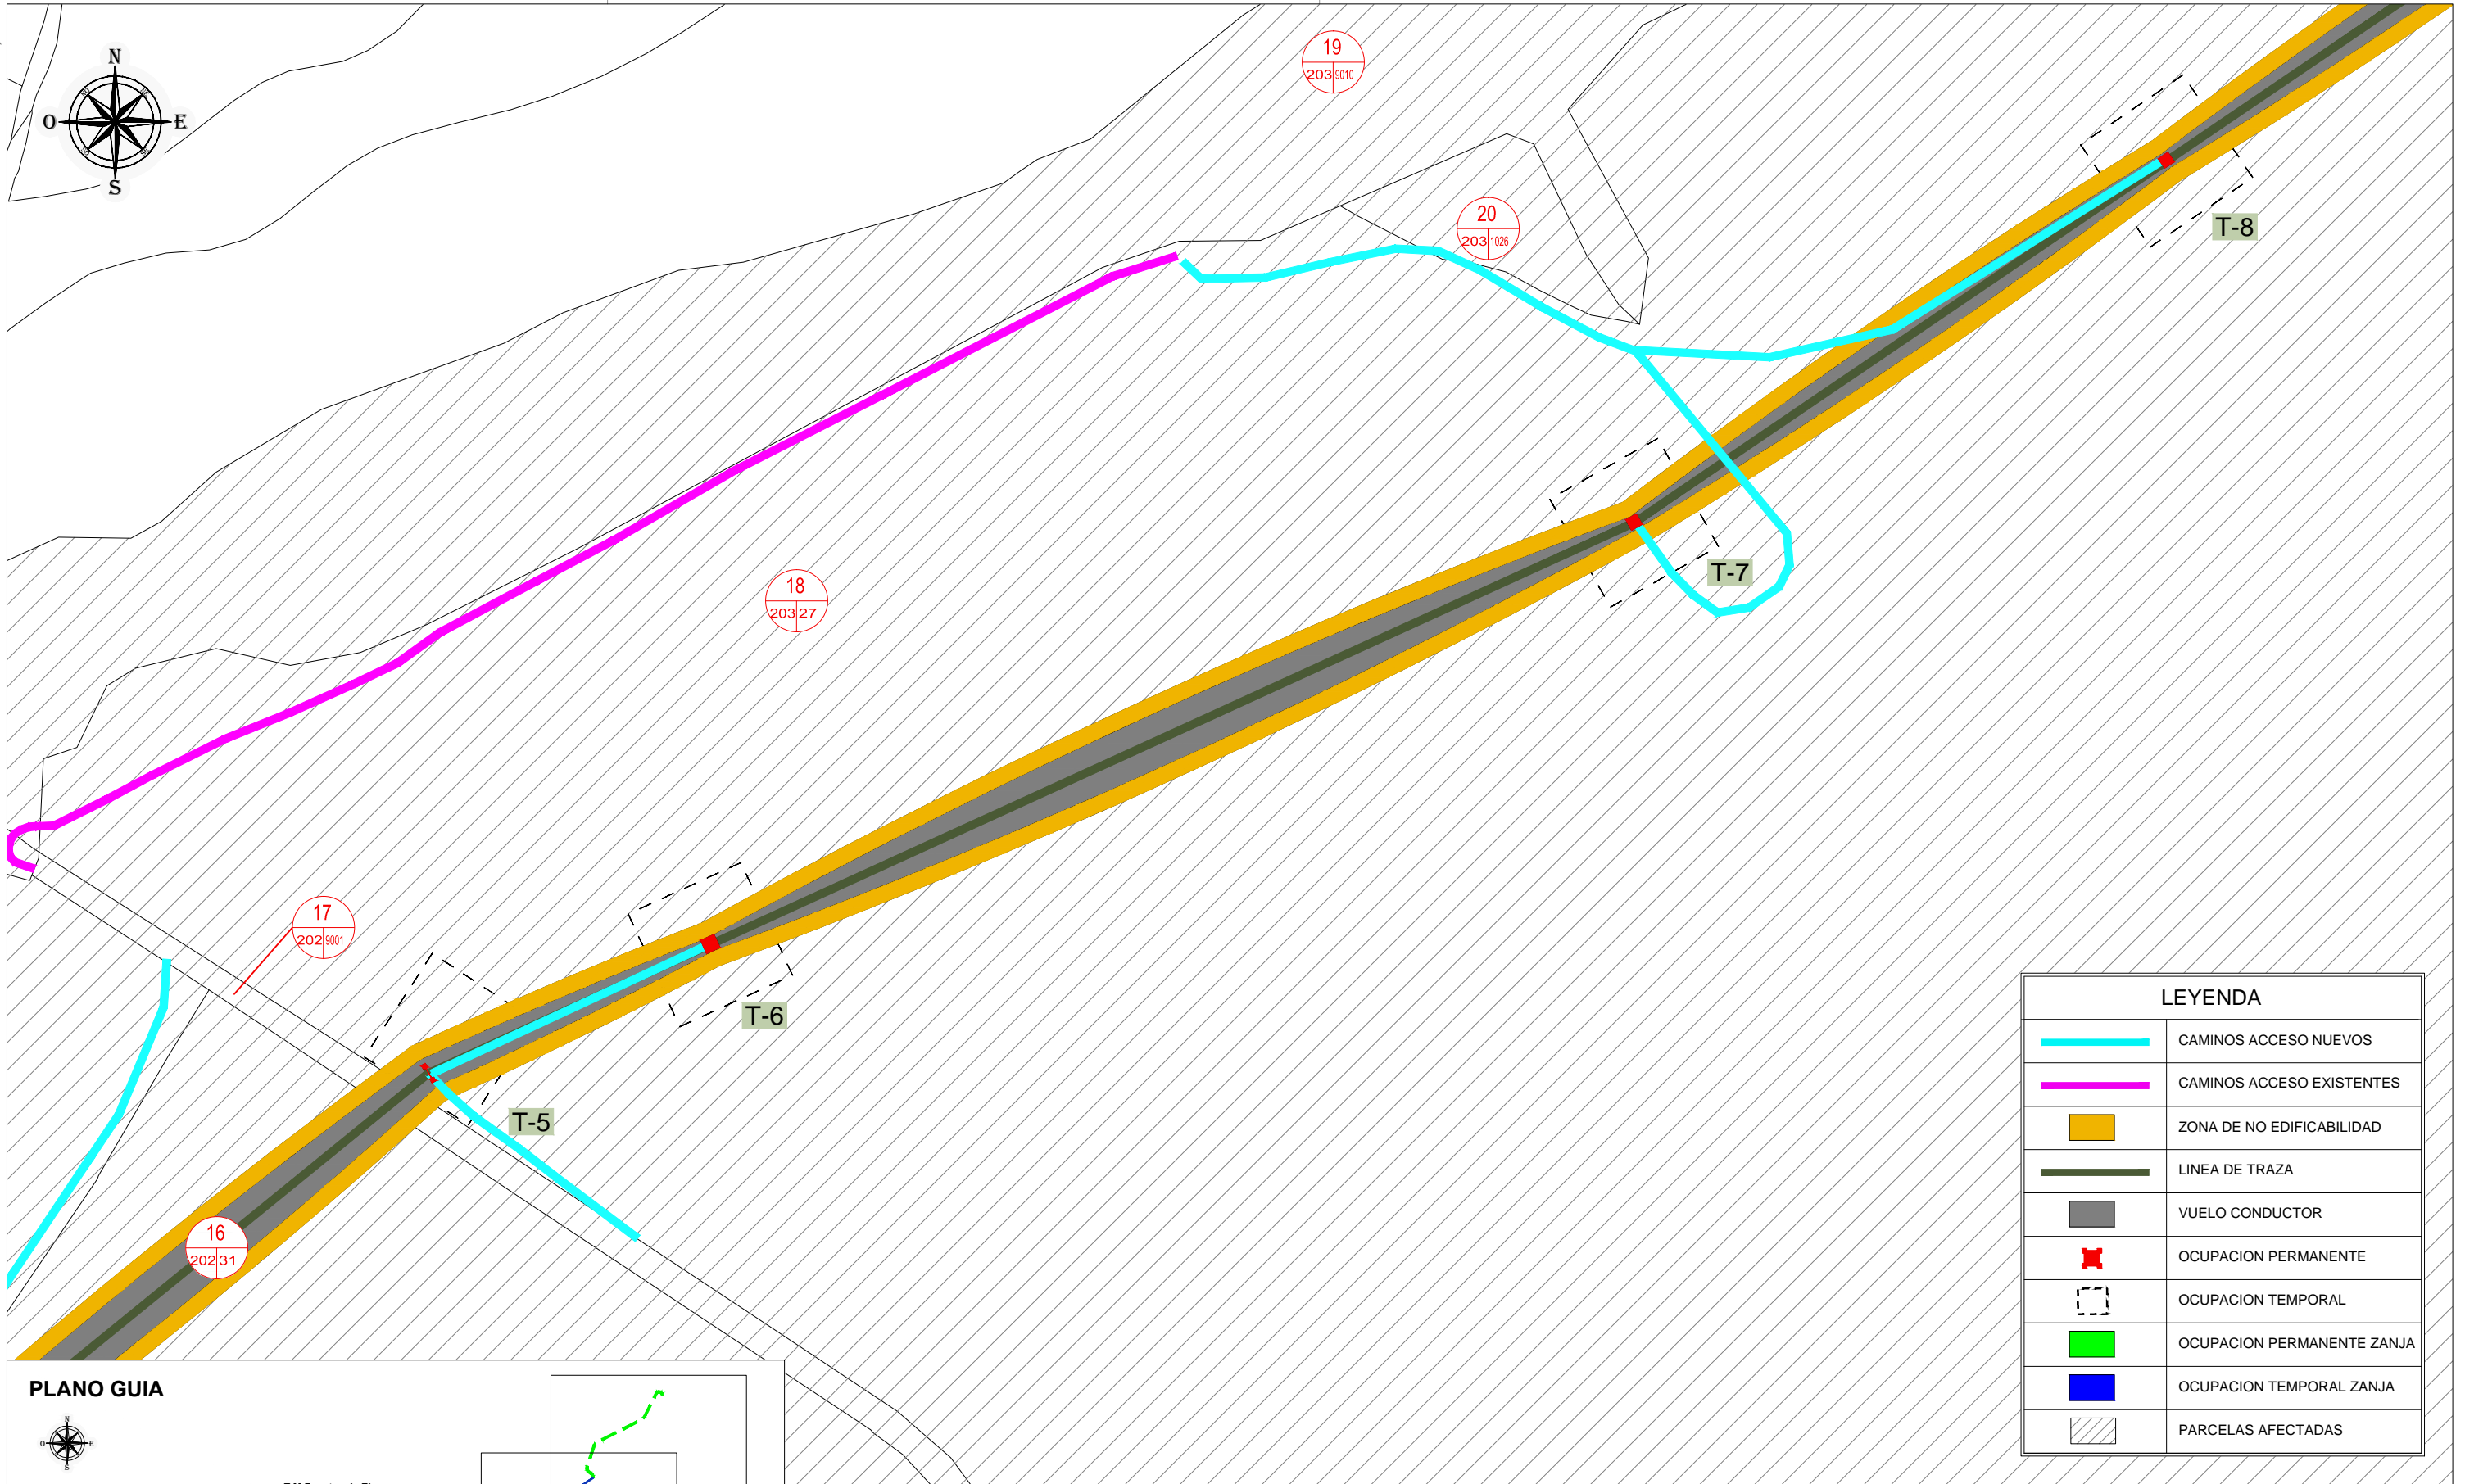 N
O E
S
19
203 9010
20
203 1026
T-8
T-7
18
203 27
17
202 9001
T-6
T-5
16
202 31
LEYENDA
CAMINOS ACCESO NUEVOS
CAMINOS ACCESO EXISTENTES
ZONA DE NO EDIFICABILIDAD
LINEA DE TRAZA
VUELO CONDUCTOR
OCUPACION PERMANENTE
OCUPACION TEMPORAL
OCUPACION PERMANENTE ZANJA
OCUPACION TEMPORAL ZANJA
PARCELAS AFECTADAS
PLANO GUIA
N
O E
S